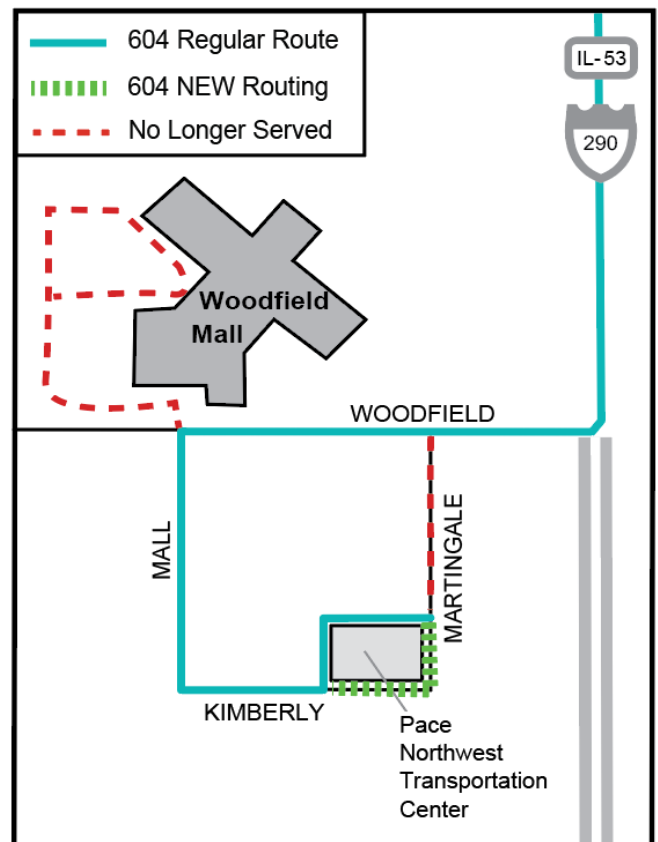 604 Regular Route
604 NEW Routing
No Longer Served
IL-53
290
Woodfield
Mall
WOODFIELD
MALL
MARTINGALE
KIMBERLY
Pace
Northwest
Transportation
Center